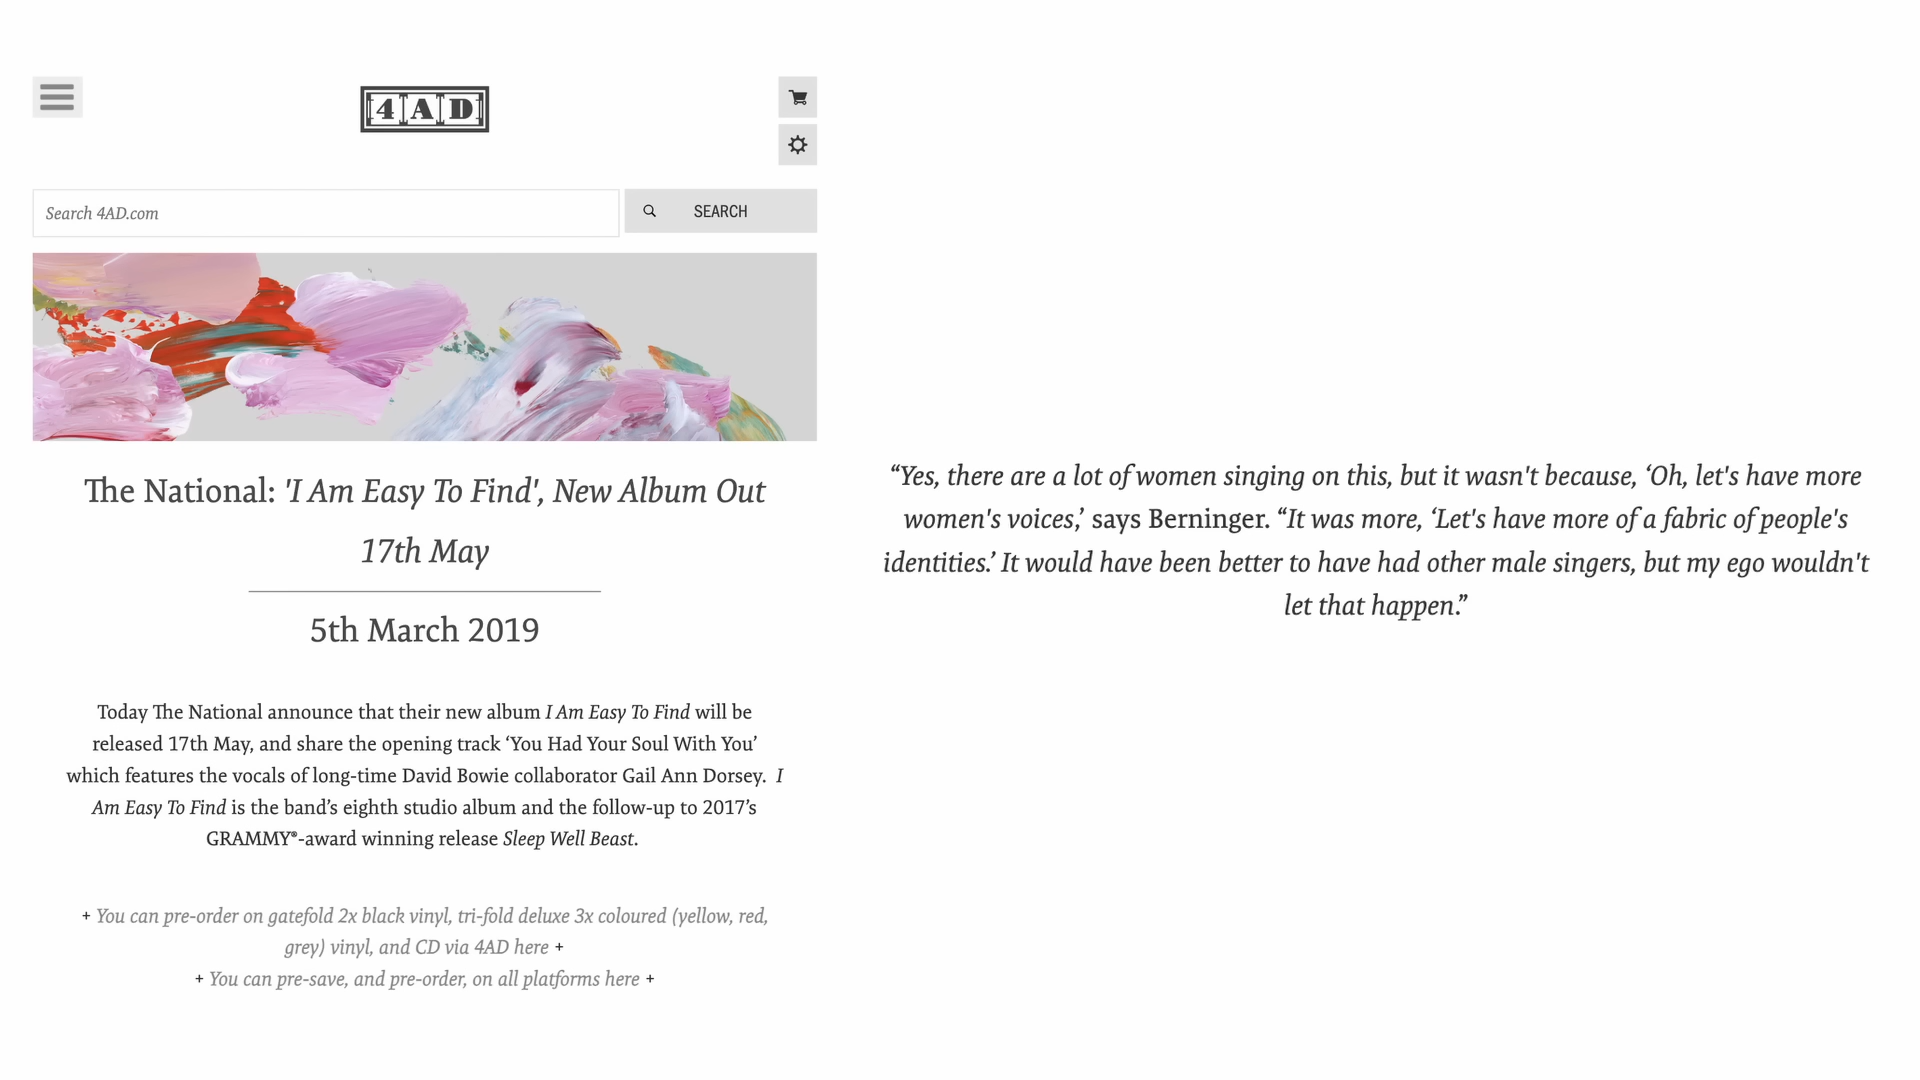 4AD
Search 4AD.com
SEARCH
The National: 'I Am Easy To Find', New Album Out
17th May
5th March 2019
Today The National announce that their new album I Am Easy To Find will be
released 17th May, and share the opening track ‘You Had Your Soul With You’
which features the vocals of long-time David Bowie collaborator Gail Ann Dorsey.  I
Am Easy To Find is the band’s eighth studio album and the follow-up to 2017’s
GRAMMY®-award winning release Sleep Well Beast.
+ You can pre-order on gatefold 2x black vinyl, tri-fold deluxe 3x coloured (yellow, red,
grey) vinyl, and CD via 4AD here +
+ You can pre-save, and pre-order, on all platforms here +
“Yes, there are a lot of women singing on this, but it wasn't because, ‘Oh, let's have more
women's voices,’ says Berninger. “It was more, ‘Let's have more of a fabric of people's
identities.’ It would have been better to have had other male singers, but my ego wouldn't
let that happen.”